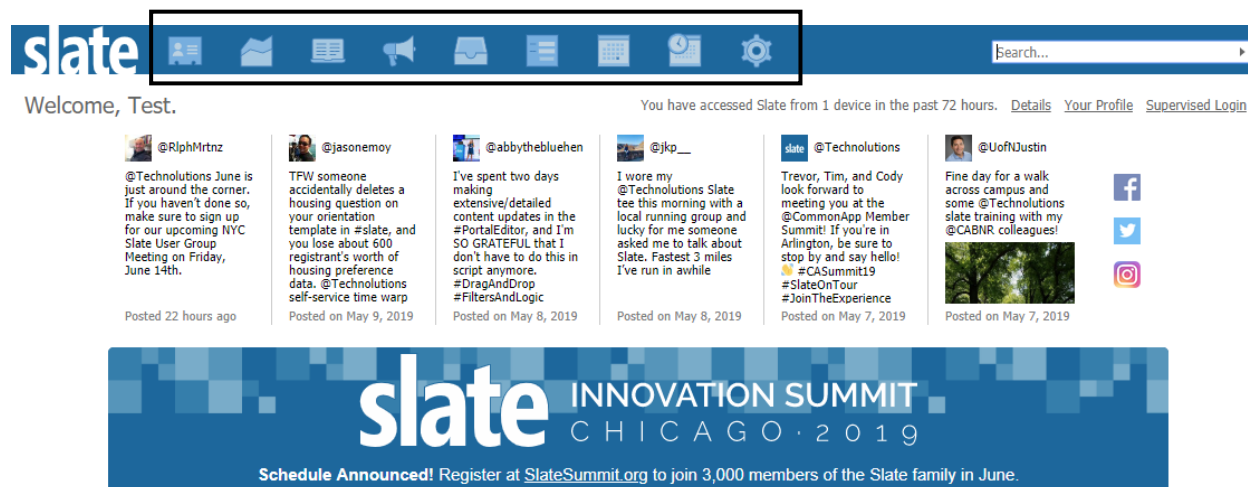 slate
Search...
Welcome, Test.
You have accessed Slate from 1 device in the past 72 hours. Details Your Profile Supervised Login
@RlphMrtnz
@Technolutions June is
just around the corner.
If you haven't done so,
make sure to sign up
for our upcoming NYC
Slate User Group
Meeting on Friday,
June 14th.
Posted 22 hours ago
@jasonemoy
TFW someone
accidentally deletes a
housing question on
your orientation
template in #slate, and
you lose about 600
registrant's worth of
housing preference
data. @Technolutions
self-service time warp
Posted on May 9, 2019
@abbythebluehen
I've spent two days
making
extensive/detailed
content updates in the
#PortalEditor, and I'm
SO GRATEFUL that I
don't have to do this in
script anymore.
#DragAndDrop
#FiltersAndLogic
Posted on May 8, 2019
@jkp__
I wore my
@Technolutions Slate
tee this morning with a
local running group and
lucky for me someone
asked me to talk about
Slate. Fastest 3 miles
I've run in awhile
Posted on May 8, 2019
slate
@Technolutions
Trevor, Tim, and Cody
look forward to
meeting you at the
@CommonApp Member
Summit! If you're in
Arlington, be sure to
stop by and say hello!
👋 #CASummit19
#SlateOnTour
#JoinTheExperience
Posted on May 7, 2019
@UofNJustin
Fine day for a walk
across campus and
some @Technolutions
slate training with my
@CABNR colleagues!
Posted on May 7, 2019
slate
INNOVATION SUMMIT
CHICAGO · 2019
Schedule Announced! Register at SlateSummit.org to join 3,000 members of the Slate family in June.